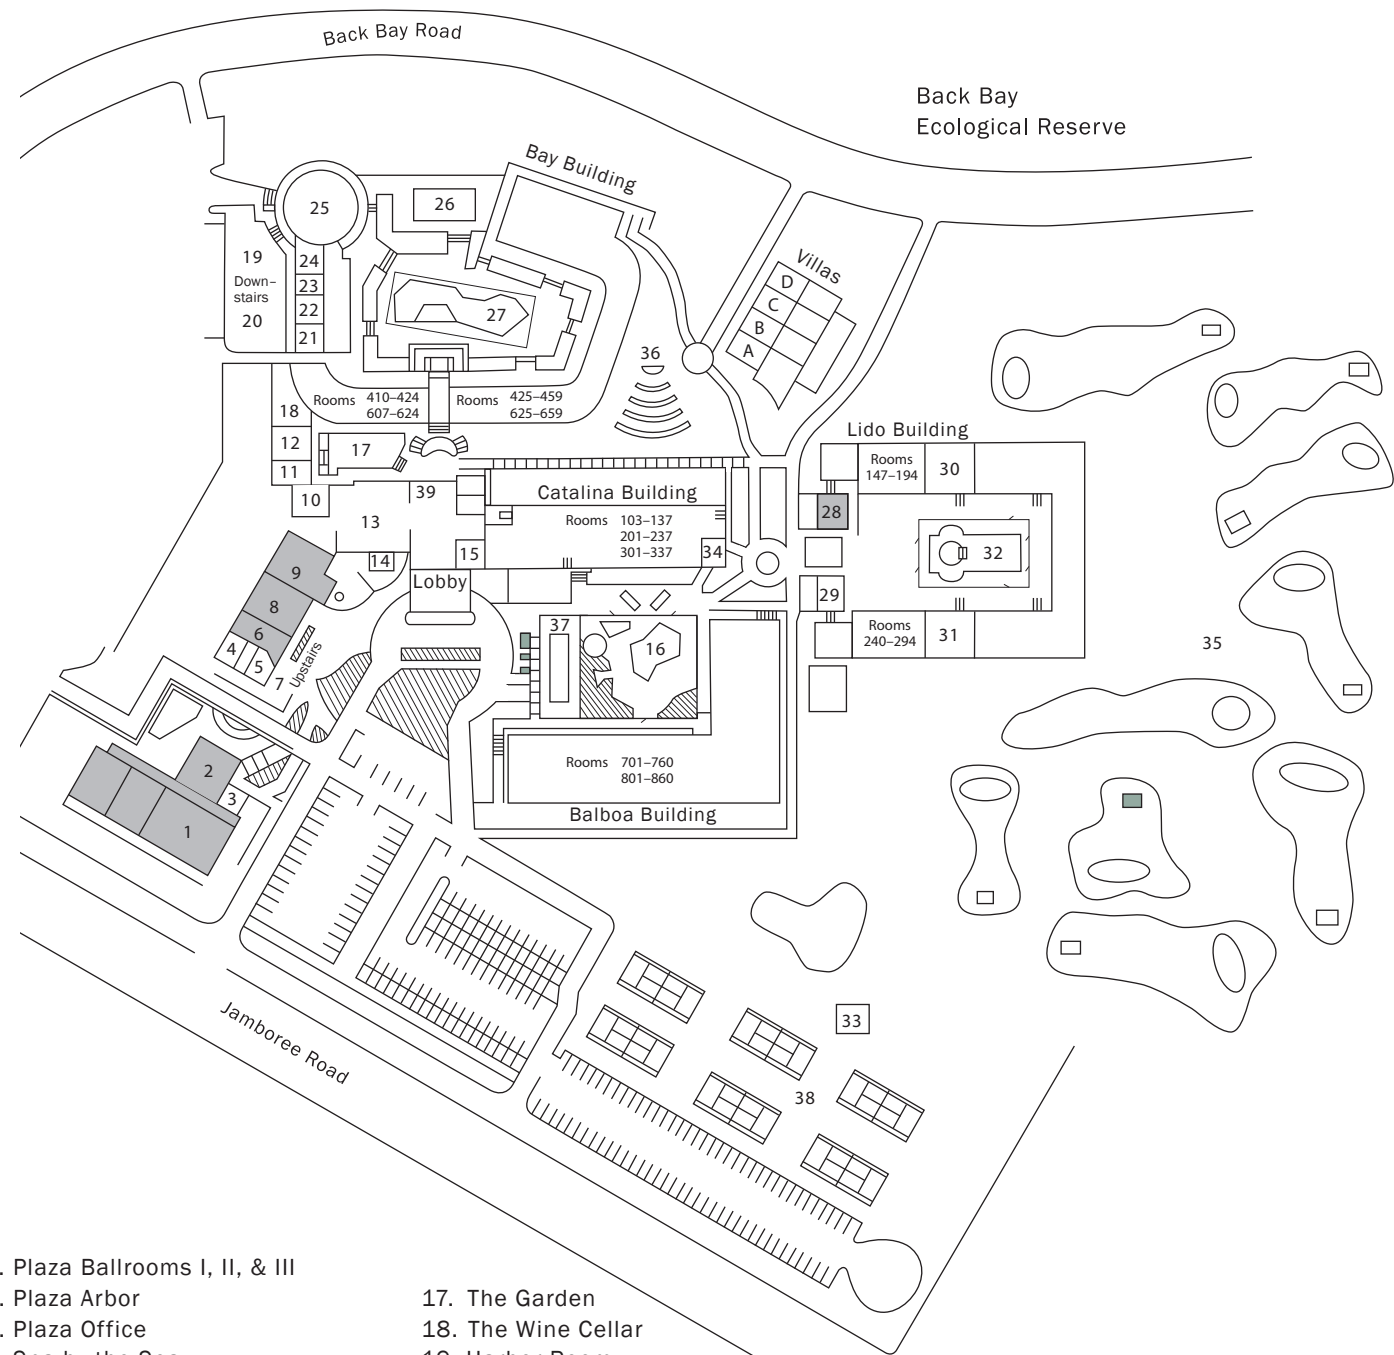 Back Bay Road
Back Bay
Ecological Reserve
Bay Building
25
26
19
Down–
stairs
20
24
23
22
21
27
Villas
D
C
B
A
36
Rooms 410–424
607–624
Rooms 425–459
625–659
18
12
11
17
10
39
13
14
15
Lobby
Catalina Building
Rooms 103–137
201–237
301–337
34
Lido Building
Rooms
147–194
30
28
32
29
Rooms
240–294
31
35
9
8
6
4
5
7
Upstairs
37
16
Rooms 701–760
801–860
Balboa Building
2
3
1
33
38
Jamboree Road
. Plaza Ballrooms I, II, & III
. Plaza Arbor
. Plaza Office
17. The Garden
18. The Wine Cellar